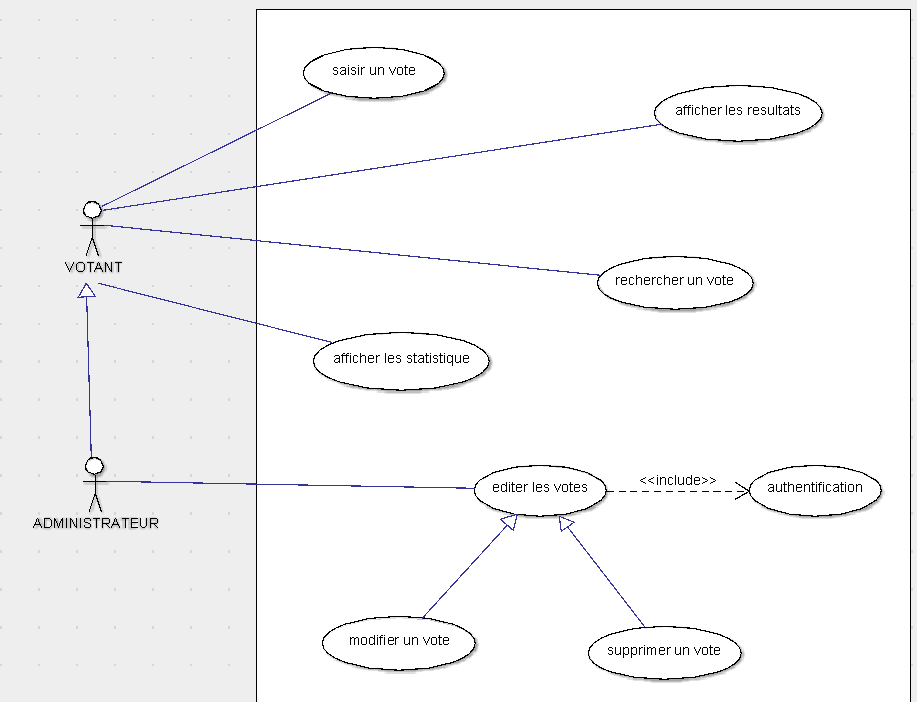 saisir un vote
afficher les resultats
VOTANT
rechercher un vote
afficher les statistique
ADMINISTRATEUR
editer les votes
<<include>>
authentification
modifier un vote
supprimer un vote